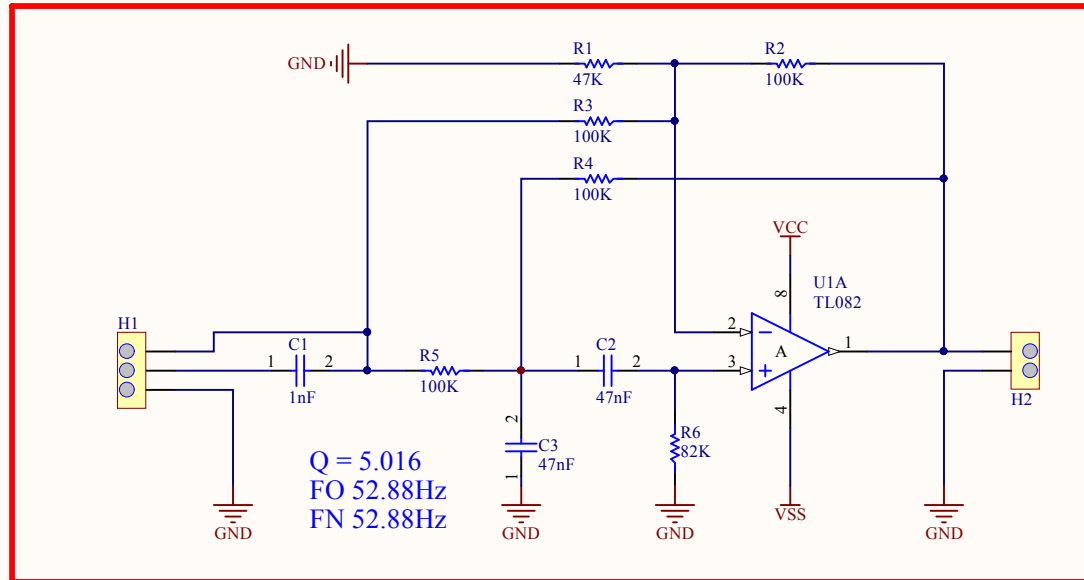 GND
R1
47K
R2
100K
R3
100K
R4
100K
VCC
8
U1A
TL082
H1
C1
1
2
1nF
R5
100K
C2
1
2
47nF
2
3
A
1
4
H2
2
C3
47nF
1
R6
82K
Q = 5.016
FO 52.88Hz
FN 52.88Hz
GND
GND
GND
VSS
GND